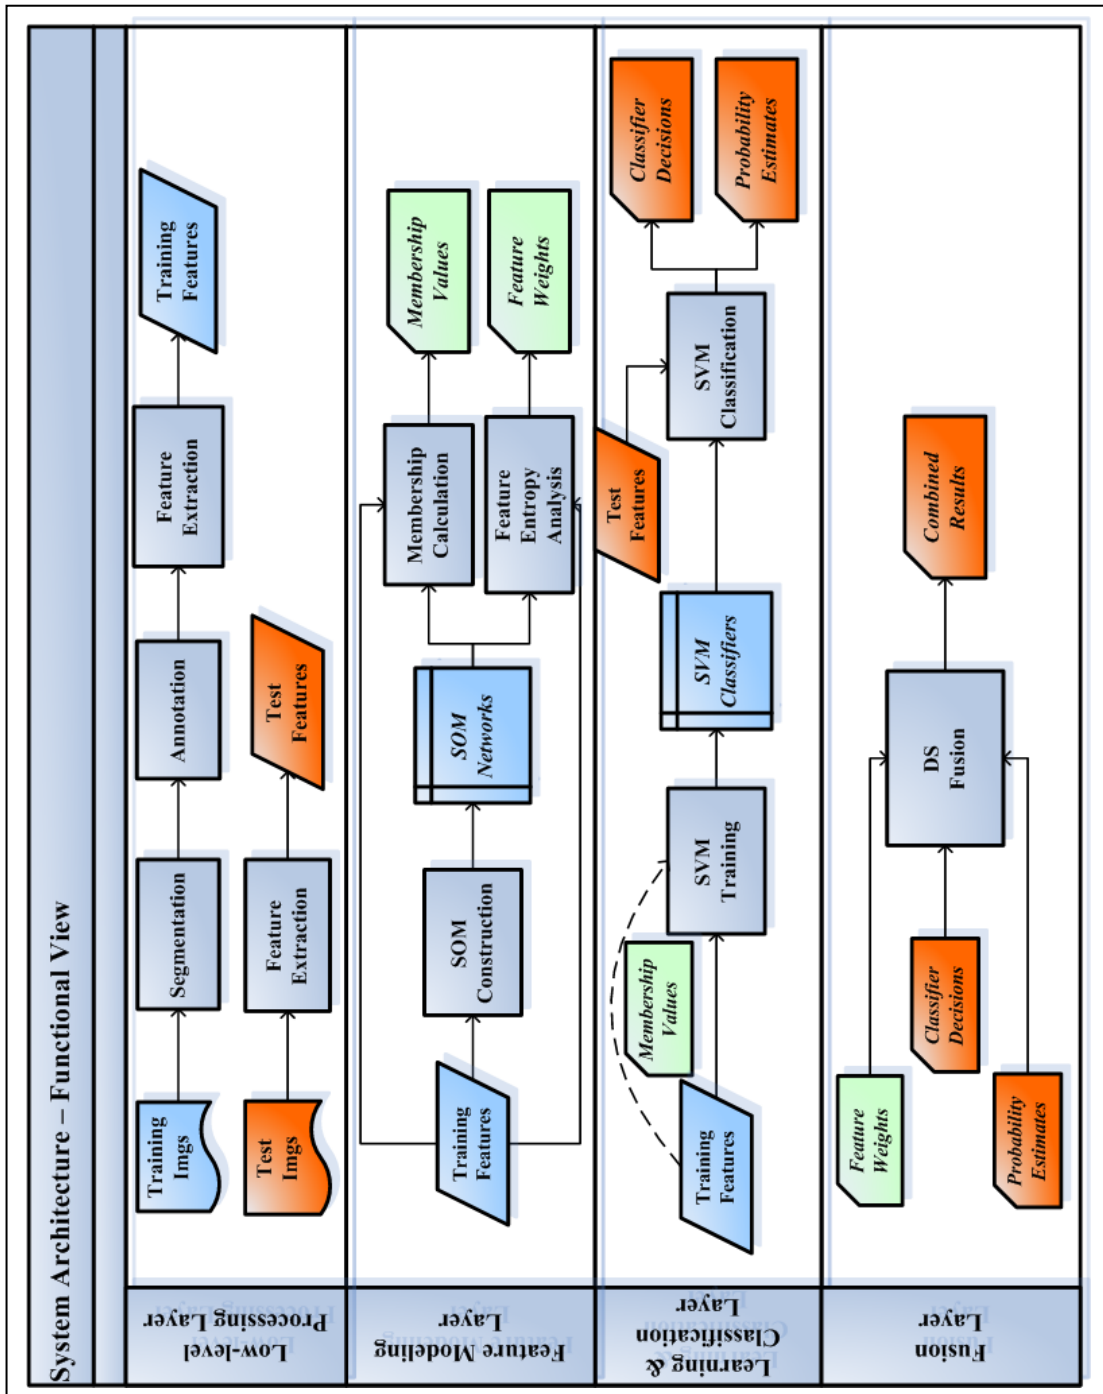 System Architecture – Functional View
Low-level
Processing Layer
Training
Imgs
Segmentation
Annotation
Feature
Extraction
Training
Features
Test
Imgs
Feature
Extraction
Test
Features
Feature Modeling
Layer
Training
Features
SOM
Construction
SOM
Networks
Membership
Calculation
Membership
Values
Feature
Entropy
Analysis
Feature
Weights
Learning &
Classification
Layer
Training
Features
Membership
Values
SVM
Training
SVM
Classifiers
Test
Features
SVM
Classification
Classifier
Decisions
Probability
Estimates
Fusion
Layer
Feature
Weights
Classifier
Decisions
Probability
Estimates
DS
Fusion
Combined
Results